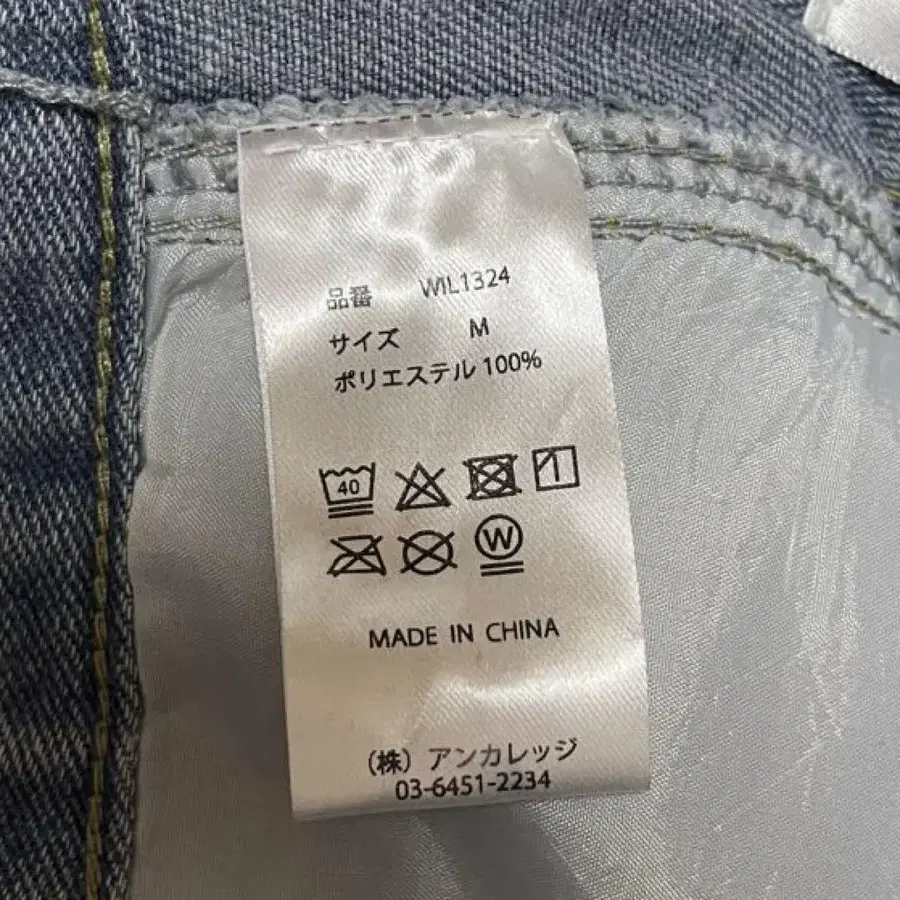 品番 WIL1324
サイズ M
ポリエステル 100%
40
W
MADE IN CHINA
(株) アンカレッジ
03-6451-2234